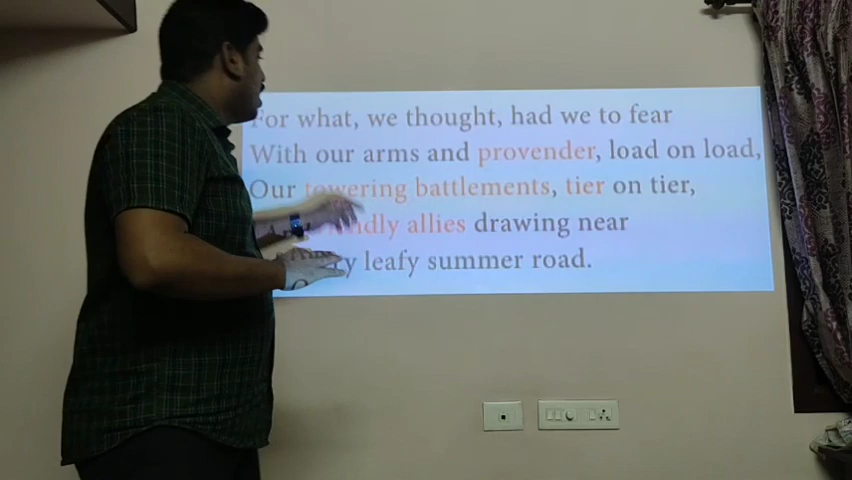 For what, we thought, had we to fear
With our arms and provender, load on load,
Our towering battlements, tier on tier,
friendly allies drawing near
leafy summer road.